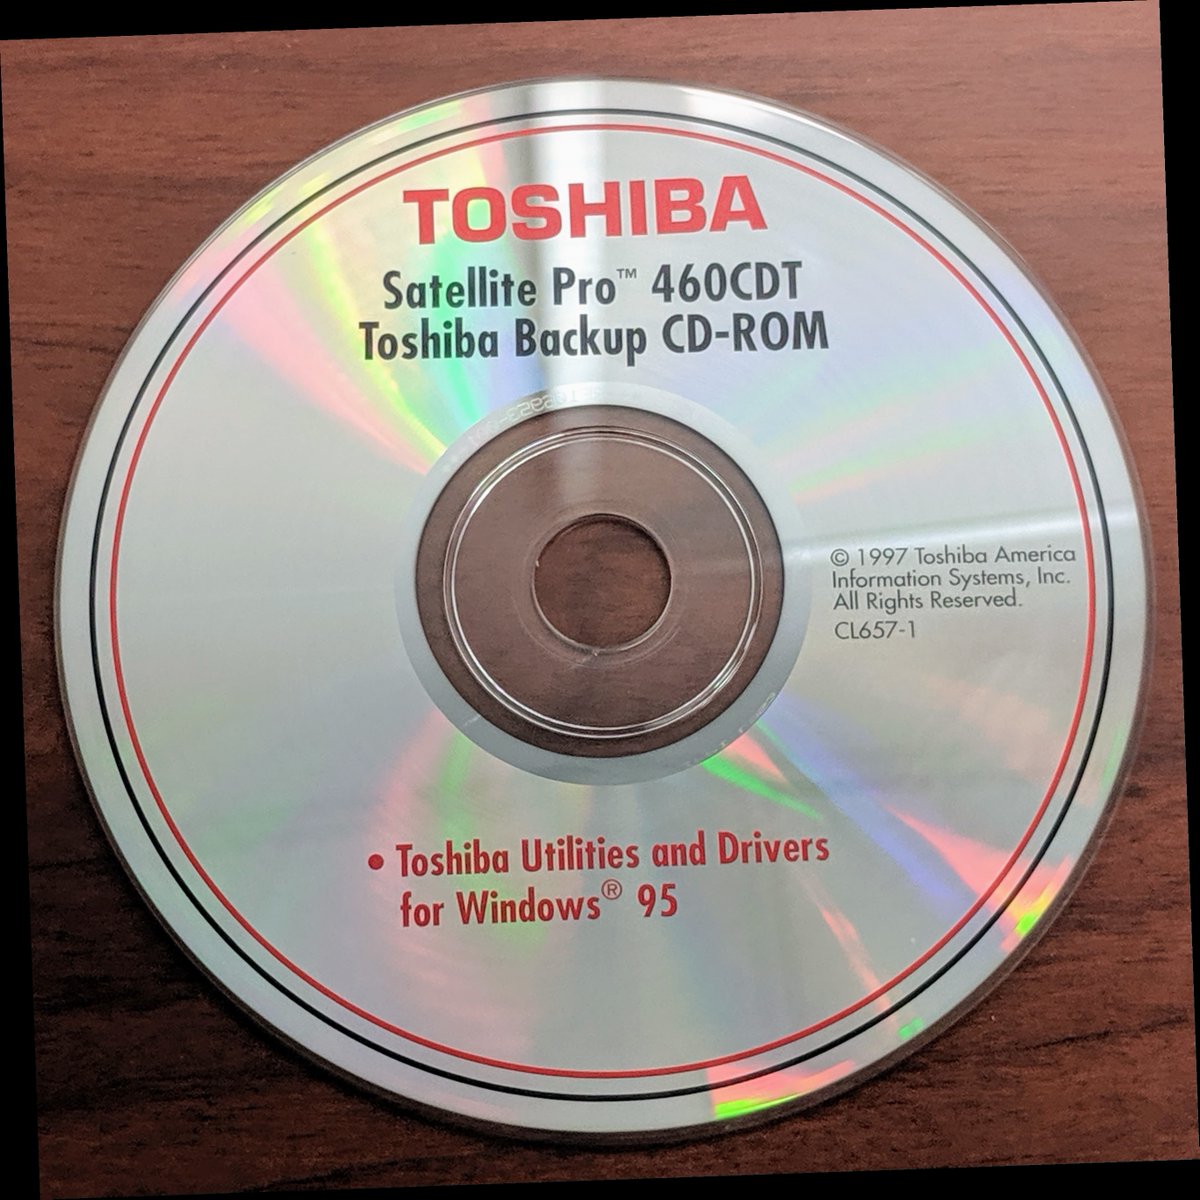 TOSHIBA
Satellite Pro™ 460CDT
Toshiba Backup CD-ROM
© 1997 Toshiba America
Information Systems, Inc.
All Rights Reserved.
CL657-1
• Toshiba Utilities and Drivers
for Windows® 95